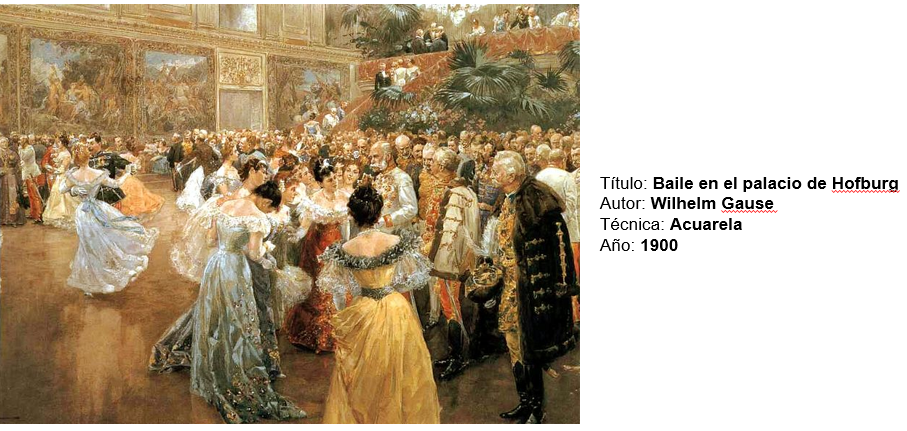 Título: Baile en el palacio de Hofburg
Autor: Wilhelm Gause
Técnica: Acuarela
Año: 1900